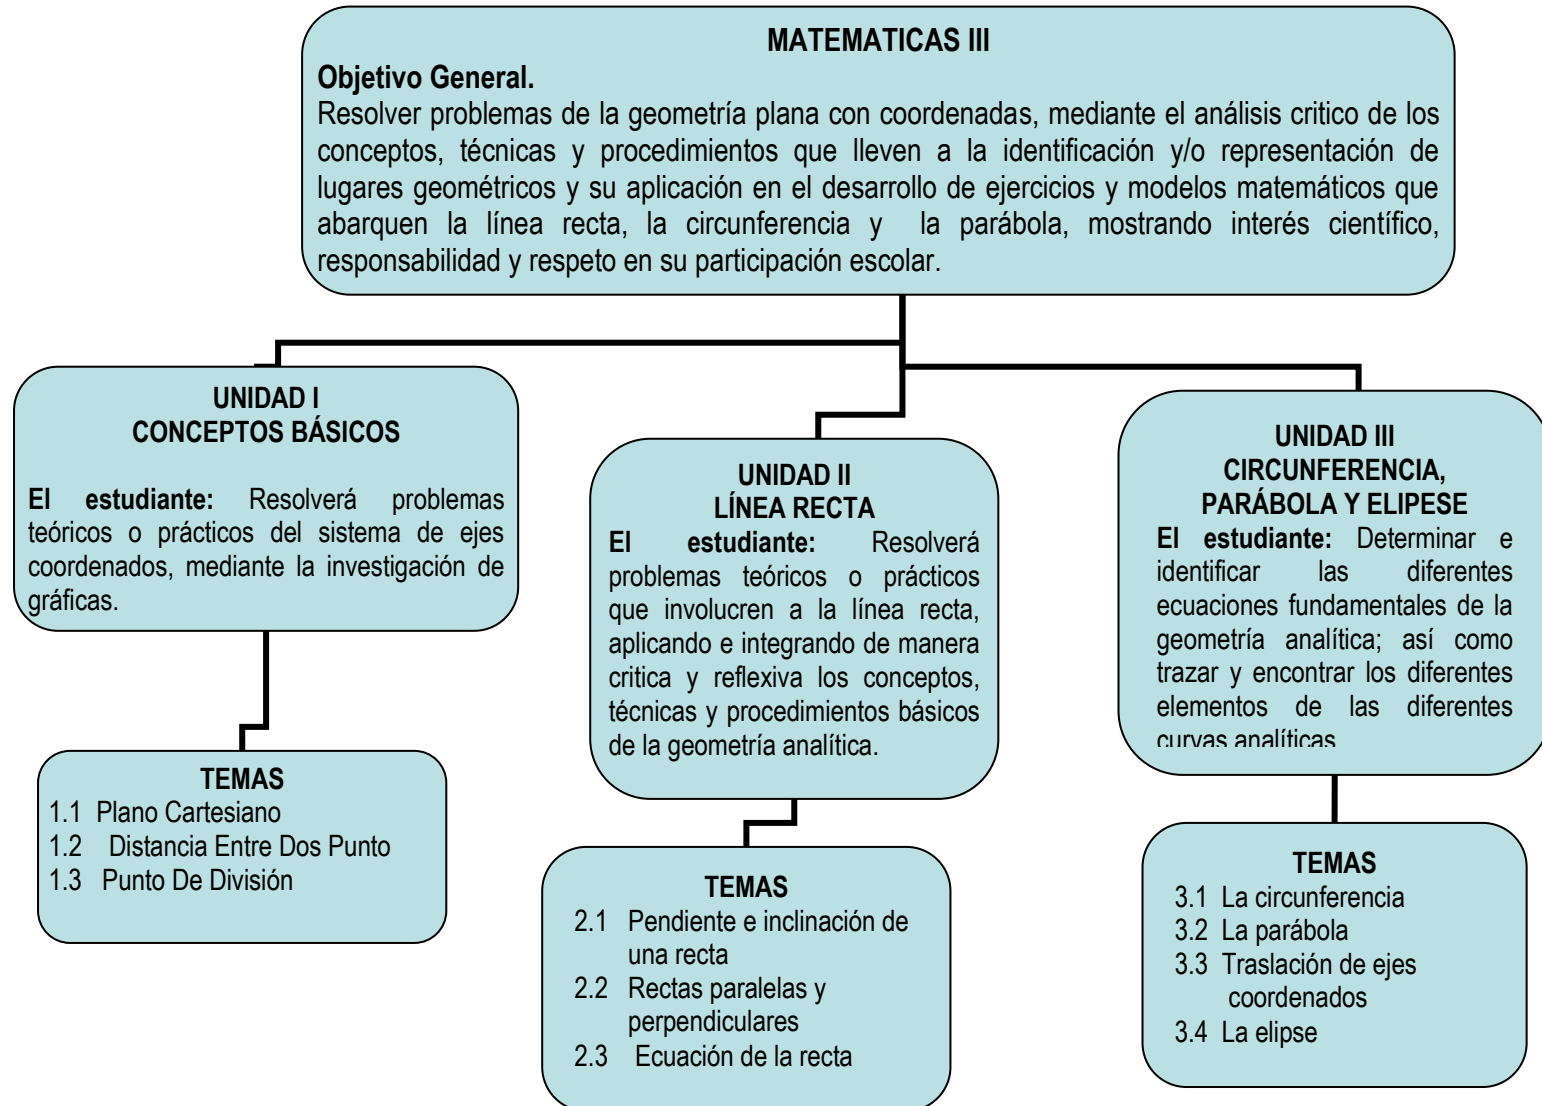 MATEMATICAS III
Objetivo General.
Resolver problemas de la geometría plana con coordenadas, mediante el análisis critico de los
conceptos, técnicas y procedimientos que lleven a la identificación y/o representación de
lugares geométricos y su aplicación en el desarrollo de ejercicios y modelos matemáticos que
abarquen la línea recta, la circunferencia y la parábola, mostrando interés científico,
responsabilidad y respeto en su participación escolar.
UNIDAD I
CONCEPTOS BÁSICOS
El estudiante: Resolverá problemas
teóricos o prácticos del sistema de ejes
coordenados, mediante la investigación de
gráficas.
TEMAS
1.1 Plano Cartesiano
1.2 Distancia Entre Dos Punto
1.3 Punto De División
UNIDAD II
LÍNEA RECTA
El estudiante: Resolverá
problemas teóricos o prácticos
que involucren a la línea recta,
aplicando e integrando de manera
critica y reflexiva los conceptos,
técnicas y procedimientos básicos
de la geometría analítica.
TEMAS
2.1 Pendiente e inclinación de
una recta
2.2 Rectas paralelas y
perpendiculares
2.3 Ecuación de la recta
UNIDAD III
CIRCUNFERENCIA,
PARÁBOLA Y ELIPESE
El estudiante: Determinar e
identificar las diferentes
ecuaciones fundamentales de la
geometría analítica; así como
trazar y encontrar los diferentes
elementos de las diferentes
curvas analíticas
TEMAS
3.1 La circunferencia
3.2 La parábola
3.3 Traslación de ejes
coordenados
3.4 La elipse